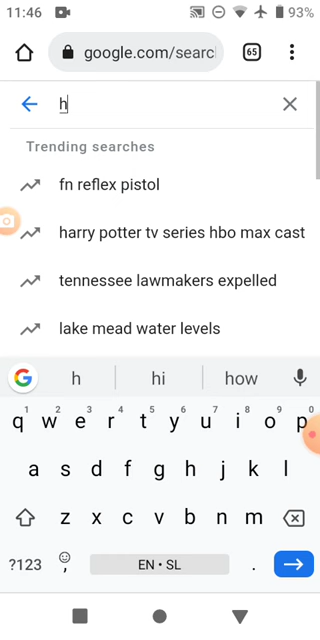 11:46 93%
google.com/searc 65
h
Trending searches
fn reflex pistol
harry potter tv series hbo max cast
tennessee lawmakers expelled
lake mead water levels
G h hi how
1 2 3 4 5 6 7 8 9 0
q w e r t y u i o p
a s d f g h j k l
z x c v b n m
?123 , EN • SL .